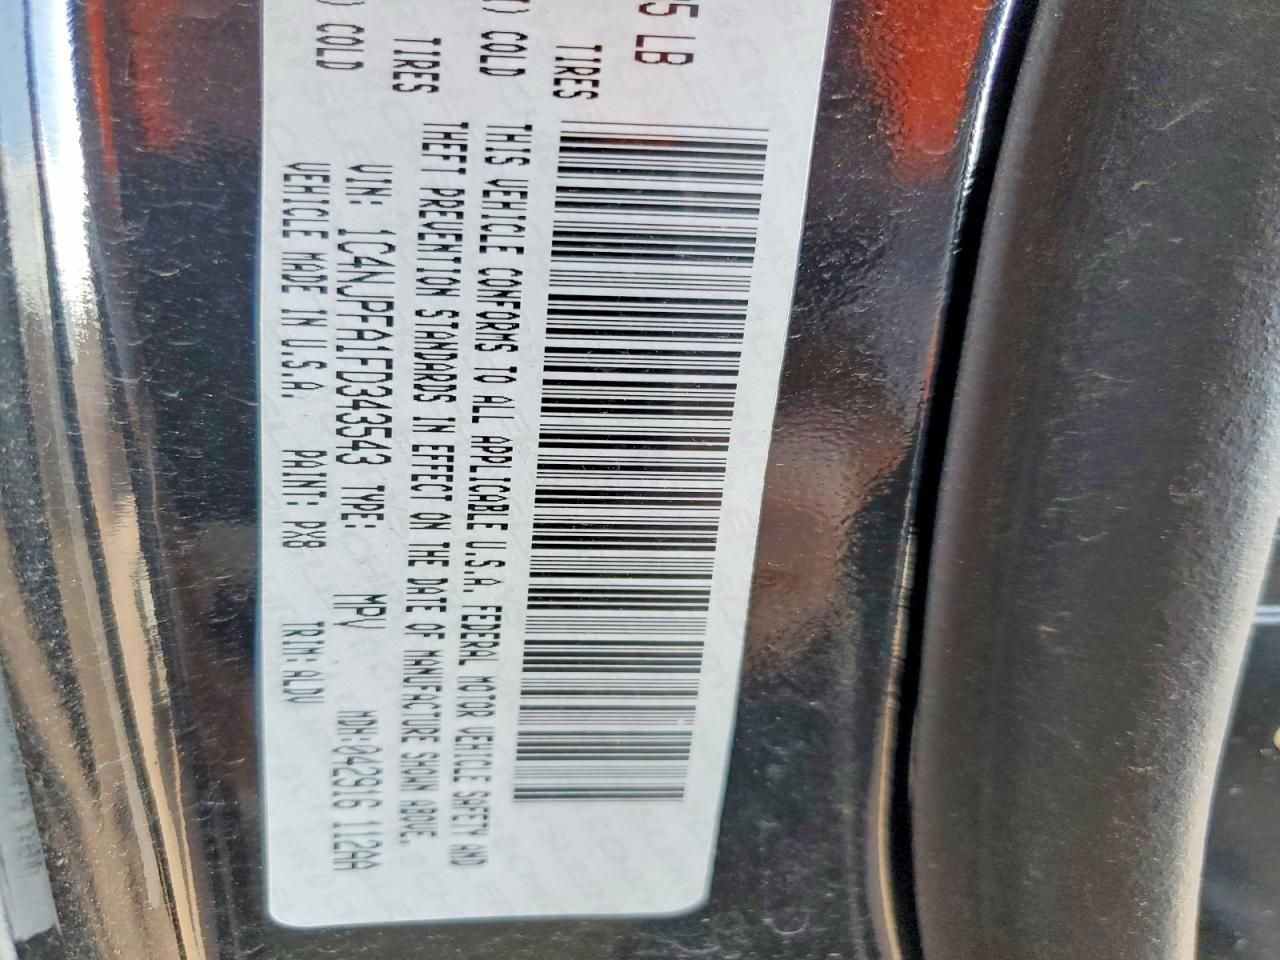 5 LB
TIRES
T) COLD
TIRES
) COLD
THIS VEHICLE CONFORMS TO ALL APPLICABLE U.S.A. FEDERAL MOTOR VEHICLE SAFETY AND
THEFT PREVENTION STANDARDS IN EFFECT ON THE DATE OF MANUFACTURE SHOWN ABOVE.
VIN: 1C4NJPFA1FD343543 TYPE: MPV MDH:042916 112AA
VEHICLE MADE IN U.S.A. PAINT: PX8 TRIM: ALDV